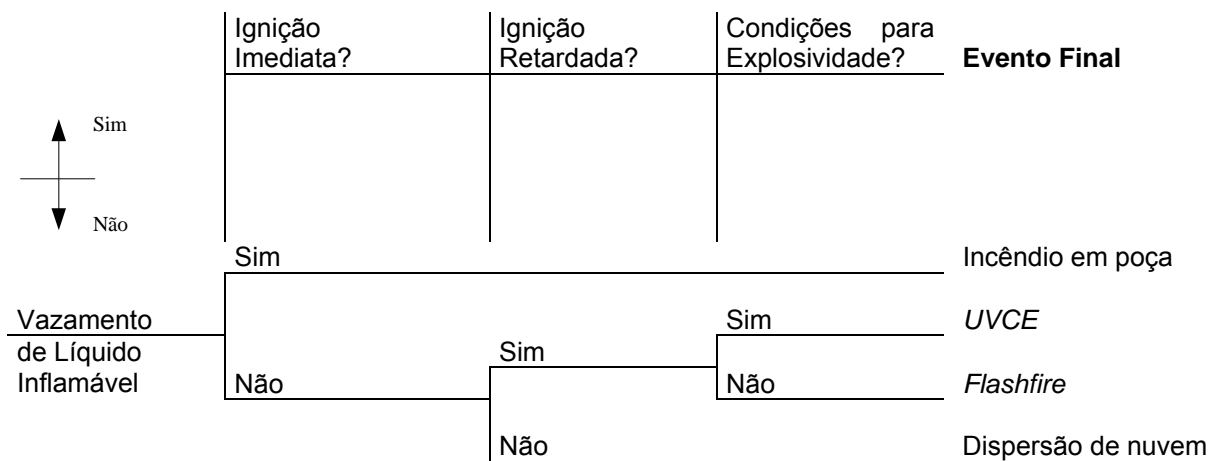 Ignição Imediata?
Ignição Retardada?
Condições para Explosividade?
Evento Final
Sim
Não
Sim
Incêndio em poça
Vazamento
de Líquido
Inflamável
Sim
UVCE
Sim
Não
Não
Flashfire
Não
Dispersão de nuvem